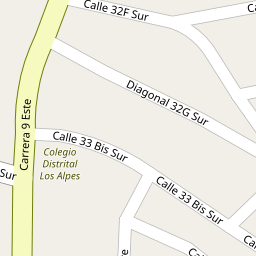 Calle 32F Sur
Diagonal 32G Sur
Carrera 9 Este
Calle 33 Bis Sur
Colegio
Distrital
Los Alpes
Sur
Calle 33 Bis Sur